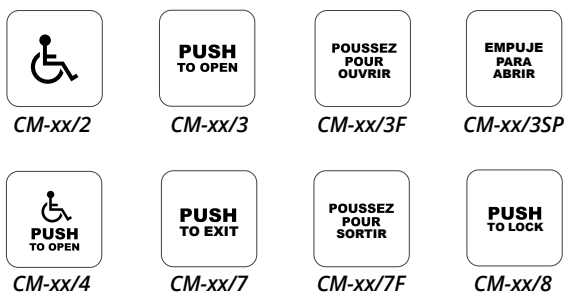 PUSH
TO OPEN
POUSSEZ
POUR
OUVRIR
EMPUJE
PARA
ABRIR
CM-xx/2
CM-xx/3
CM-xx/3F
CM-xx/3SP
PUSH
TO OPEN
PUSH
TO EXIT
POUSSEZ
POUR
SORTIR
PUSH
TO LOCK
CM-xx/4
CM-xx/7
CM-xx/7F
CM-xx/8